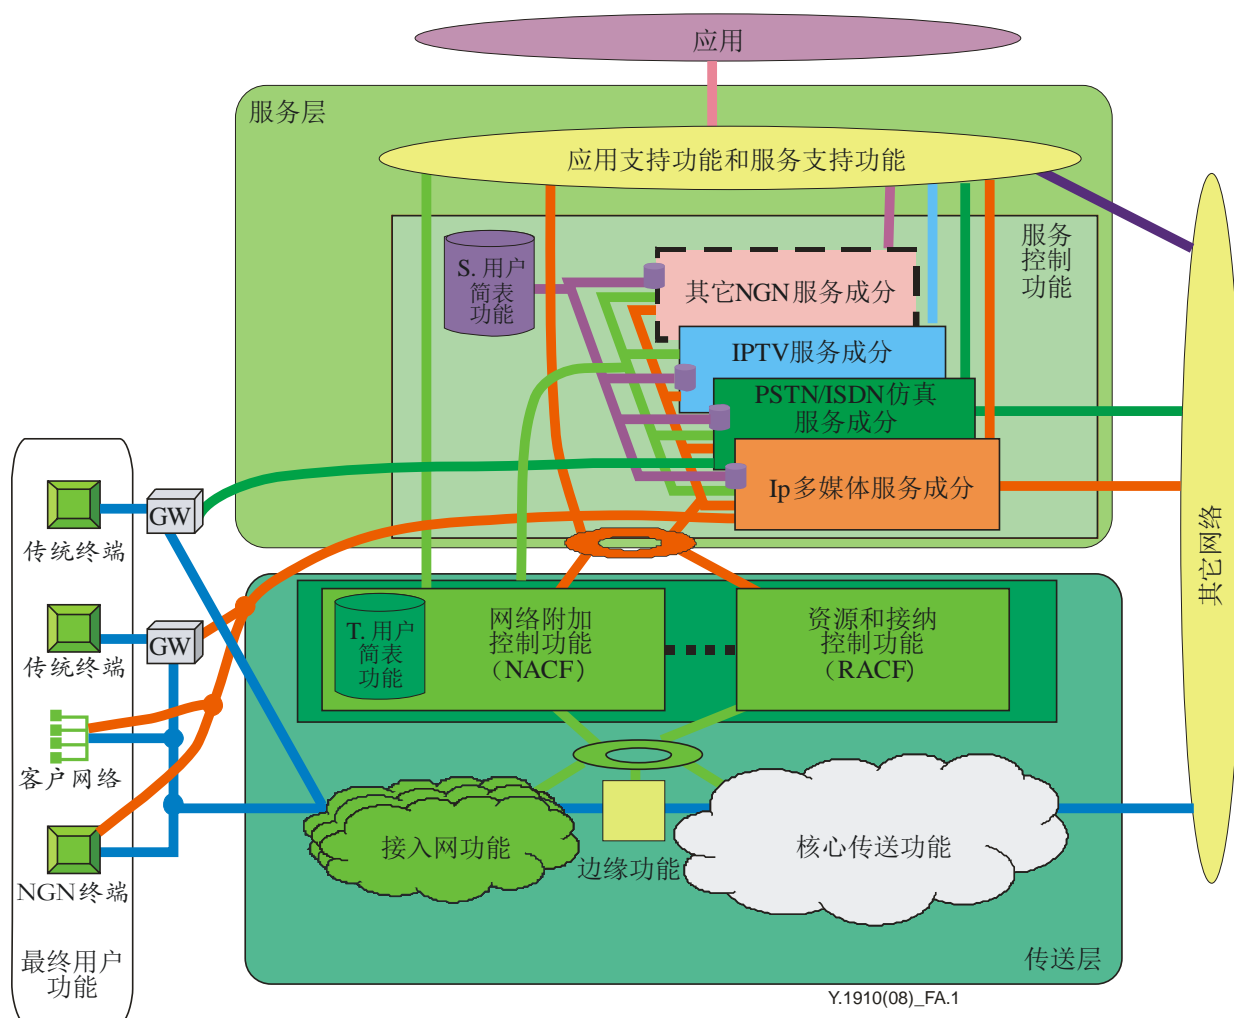 应用
服务层
应用支持功能和服务支持功能
服务
控制
功能
S. 用户
简表
功能
其它NGN服务成分
IPTV服务成分
PSTN/ISDN仿真
服务成分
Ip多媒体服务成分
其它网络
GW
传统终端
GW
传统终端
客户网络
NGN终端
最终用户
功能
T. 用户
简表
功能
网络附加
控制功能
（NACF）
资源和接纳
控制功能
（RACF）
接入网功能
边缘功能
核心传送功能
传送层
Y.1910(08)_FA.1